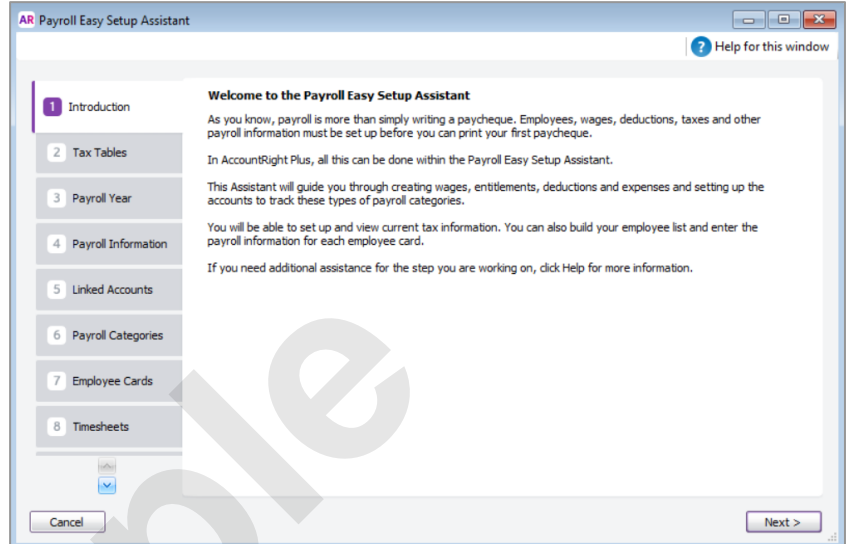 AR Payroll Easy Setup Assistant
? Help for this window
1 Introduction
2 Tax Tables
3 Payroll Year
4 Payroll Information
5 Linked Accounts
6 Payroll Categories
7 Employee Cards
8 Timesheets
Welcome to the Payroll Easy Setup Assistant
As you know, payroll is more than simply writing a paycheque. Employees, wages, deductions, taxes and other
payroll information must be set up before you can print your first paycheque.
In AccountRight Plus, all this can be done within the Payroll Easy Setup Assistant.
This Assistant will guide you through creating wages, entitlements, deductions and expenses and setting up the
accounts to track these types of payroll categories.
You will be able to set up and view current tax information. You can also build your employee list and enter the
payroll information for each employee card.
If you need additional assistance for the step you are working on, click Help for more information.
Cancel
Next >